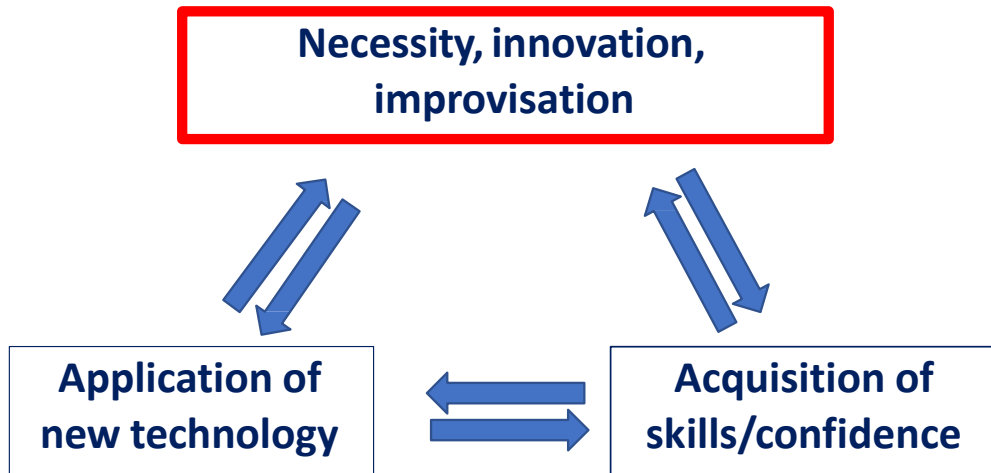 Necessity, innovation,
improvisation
Application of
new technology
Acquisition of
skills/confidence